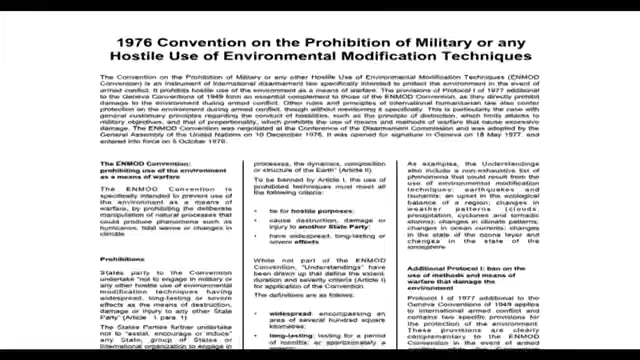 1976 Convention on the Prohibition of Military or any
Hostile Use of Environmental Modification Techniques
The Convention on the Prohibition of Military or any other Hostile Use of Environmental Modification Techniques (ENMOD
Convention) is an instrument of international disarmament law specifically intended to protect the environment in the event of
armed conflict. It prohibits hostile use of the environment as a means of warfare. The provisions of Protocol I of 1977 additional
to the Geneva Conventions of 1949 form an essential complement to those of the ENMOD Convention, as they directly prohibit
damage to the environment during armed conflict. Other rules and principles of international humanitarian law also confer
protection on the environment during armed conflict, though without mentioning it specifically. This is particularly the case with
general customary principles regarding the conduct of hostilities, such as the principle of distinction, which limits attacks to
military objectives, and that of proportionality, which prohibits the use of means and methods of warfare that cause excessive
damage. The ENMOD Convention was negotiated at the Conference of the Disarmament Commission and was adopted by the
General Assembly of the United Nations on 10 December 1976. It was opened for signature in Geneva on 18 May 1977 and
entered into force on 5 October 1978.
The ENMOD Convention:
prohibiting use of the environment
as a means of warfare
The ENMOD Convention is
specifically intended to prevent use of
the environment as a means of
warfare, by prohibiting the deliberate
manipulation of natural processes that
could produce phenomena such as
hurricanes, tidal waves or changes in
climate.
Prohibitions
States party to the Convention
undertake "not to engage in military or
any other hostile use of environmental
modification techniques having
widespread, long-lasting or severe
effects as the means of destruction,
damage or injury to any other State
Party" (Article I, para. 1)
The States Parties further undertake
not to "assist, encourage or induce"
any State, group of States or
international organization to engage in
processes, the dynamics, composition
or structure of the Earth" (Article II)
To be banned by Article I, the use of
prohibited techniques must meet all
the following criteria:
• be for hostile purposes;
• cause destruction, damage or
injury to another State Party;
• have widespread, long-lasting or
severe effects
While not part of the ENMOD
Convention, "Understandings" have
been drawn up that define the extent,
duration and severity criteria (Article I)
for application of the Convention.
The definitions are as follows:
• widespread: encompassing an
area of several hundred square
kilometres;
• long-lasting: lasting for a period
of months, or approximately a
As examples, the Understandings
also include a non-exhaustive list of
phenomena that could result from the
use of environmental modification
techniques: earthquakes and
tsunamis; an upset in the ecological
balance of a region; changes in
weather patterns (clouds,
precipitation, cyclones and tornadic
storms); changes in climate patterns;
changes in ocean currents; changes in
the state of the ozone layer and
changes in the state of the
ionosphere
Additional Protocol I: ban on the
use of methods and means of
warfare that damage the
environment
Protocol I of 1977 additional to the
Geneva Conventions of 1949 applies
to international armed conflict and
contains two specific provisions for
the protection of the environment.
These provisions are clearly
complementary to the ENMOD
Convention in the event of armed